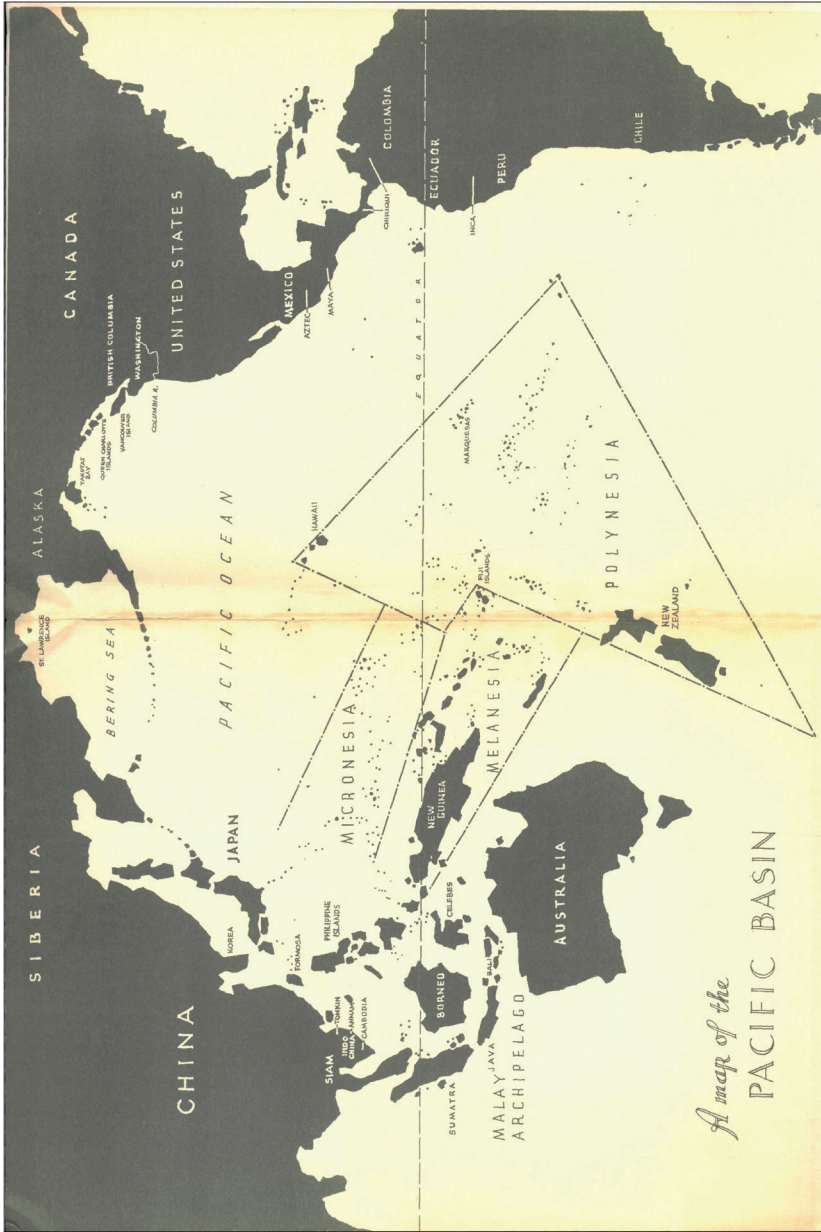 SIBERIA
ST. LAWRENCE
ISLAND
ALASKA
CANADA
BERING SEA
YAKUTAT
BAY
QUEEN CHARLOTTE
ISLANDS
BRITISH COLUMBIA
VANCOUVER
ISLAND
WASHINGTON
COLUMBIA R.
UNITED STATES
CHINA
KOREA
JAPAN
PACIFIC OCEAN
MEXICO
AZTEC
MAYA
FORMOSA
SIAM
TONKIN
INDO
CHINA
ANNAM
CAMBODIA
PHILIPPINE
ISLANDS
MICRONESIA
HAWAII
CHIRIQUI
COLOMBIA
EQUATOR
ECUADOR
SUMATRA
BORNEO
CELEBES
NEW
GUINEA
MARQUESAS
INCA
PERU
JAVA
BALI
MALAY
ARCHIPELAGO
MELANESIA
FIJI
ISLANDS
AUSTRALIA
POLYNESIA
NEW
ZEALAND
CHILE
A map of the
PACIFIC BASIN